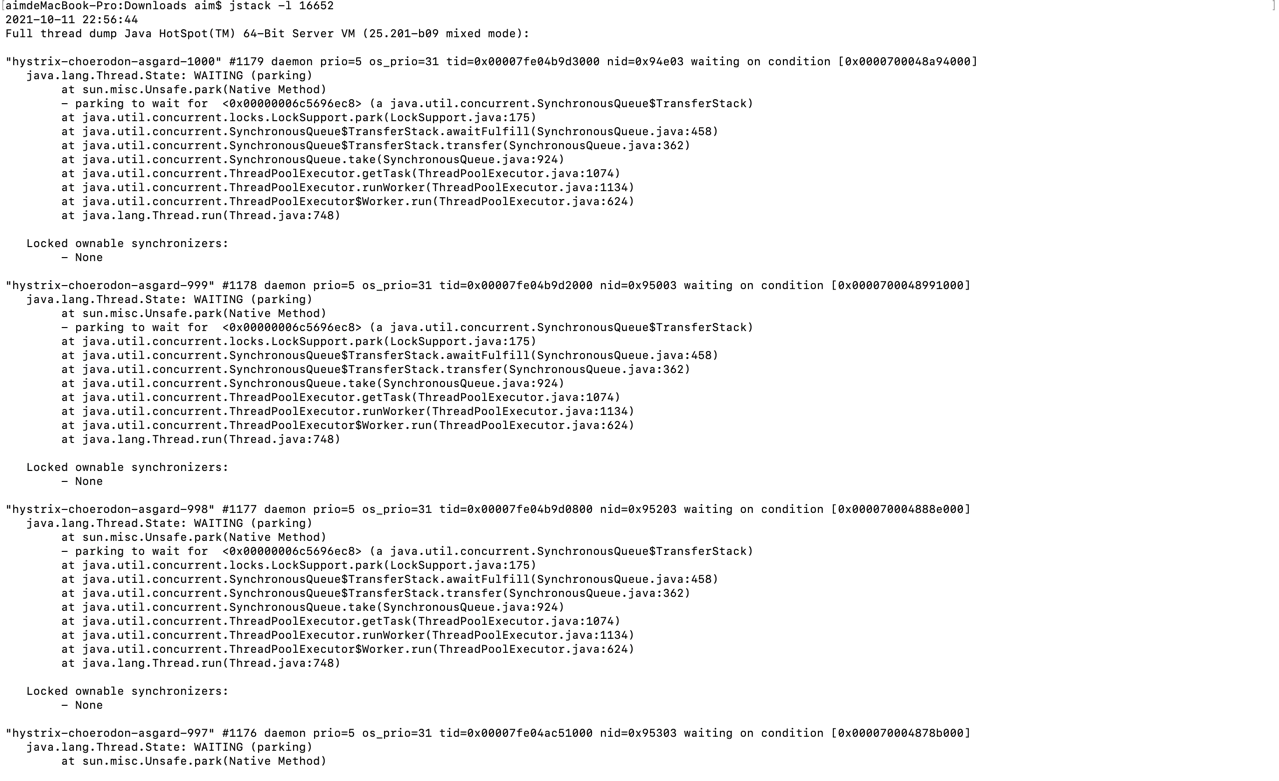 [aimdeMacBook-Pro:Downloads aim$ jstack -l 16652 ]
2021-10-11 22:56:44
Full thread dump Java HotSpot(TM) 64-Bit Server VM (25.201-b09 mixed mode):

"hystrix-choerodon-asgard-1000" #1179 daemon prio=5 os_prio=31 tid=0x00007fe04b9d3000 nid=0x94e03 waiting on condition [0x0000700048a94000]
   java.lang.Thread.State: WAITING (parking)
        at sun.misc.Unsafe.park(Native Method)
        - parking to wait for  <0x00000006c5696ec8> (a java.util.concurrent.SynchronousQueue$TransferStack)
        at java.util.concurrent.locks.LockSupport.park(LockSupport.java:175)
        at java.util.concurrent.SynchronousQueue$TransferStack.awaitFulfill(SynchronousQueue.java:458)
        at java.util.concurrent.SynchronousQueue$TransferStack.transfer(SynchronousQueue.java:362)
        at java.util.concurrent.SynchronousQueue.take(SynchronousQueue.java:924)
        at java.util.concurrent.ThreadPoolExecutor.getTask(ThreadPoolExecutor.java:1074)
        at java.util.concurrent.ThreadPoolExecutor.runWorker(ThreadPoolExecutor.java:1134)
        at java.util.concurrent.ThreadPoolExecutor$Worker.run(ThreadPoolExecutor.java:624)
        at java.lang.Thread.run(Thread.java:748)

   Locked ownable synchronizers:
        - None

"hystrix-choerodon-asgard-999" #1178 daemon prio=5 os_prio=31 tid=0x00007fe04b9d2000 nid=0x95003 waiting on condition [0x0000700048991000]
   java.lang.Thread.State: WAITING (parking)
        at sun.misc.Unsafe.park(Native Method)
        - parking to wait for  <0x00000006c5696ec8> (a java.util.concurrent.SynchronousQueue$TransferStack)
        at java.util.concurrent.locks.LockSupport.park(LockSupport.java:175)
        at java.util.concurrent.SynchronousQueue$TransferStack.awaitFulfill(SynchronousQueue.java:458)
        at java.util.concurrent.SynchronousQueue$TransferStack.transfer(SynchronousQueue.java:362)
        at java.util.concurrent.SynchronousQueue.take(SynchronousQueue.java:924)
        at java.util.concurrent.ThreadPoolExecutor.getTask(ThreadPoolExecutor.java:1074)
        at java.util.concurrent.ThreadPoolExecutor.runWorker(ThreadPoolExecutor.java:1134)
        at java.util.concurrent.ThreadPoolExecutor$Worker.run(ThreadPoolExecutor.java:624)
        at java.lang.Thread.run(Thread.java:748)

   Locked ownable synchronizers:
        - None

"hystrix-choerodon-asgard-998" #1177 daemon prio=5 os_prio=31 tid=0x00007fe04b9d0800 nid=0x95203 waiting on condition [0x000070004888e000]
   java.lang.Thread.State: WAITING (parking)
        at sun.misc.Unsafe.park(Native Method)
        - parking to wait for  <0x00000006c5696ec8> (a java.util.concurrent.SynchronousQueue$TransferStack)
        at java.util.concurrent.locks.LockSupport.park(LockSupport.java:175)
        at java.util.concurrent.SynchronousQueue$TransferStack.awaitFulfill(SynchronousQueue.java:458)
        at java.util.concurrent.SynchronousQueue$TransferStack.transfer(SynchronousQueue.java:362)
        at java.util.concurrent.SynchronousQueue.take(SynchronousQueue.java:924)
        at java.util.concurrent.ThreadPoolExecutor.getTask(ThreadPoolExecutor.java:1074)
        at java.util.concurrent.ThreadPoolExecutor.runWorker(ThreadPoolExecutor.java:1134)
        at java.util.concurrent.ThreadPoolExecutor$Worker.run(ThreadPoolExecutor.java:624)
        at java.lang.Thread.run(Thread.java:748)

   Locked ownable synchronizers:
        - None

"hystrix-choerodon-asgard-997" #1176 daemon prio=5 os_prio=31 tid=0x00007fe04ac51000 nid=0x95303 waiting on condition [0x000070004878b000]
   java.lang.Thread.State: WAITING (parking)
        at sun.misc.Unsafe.park(Native Method)